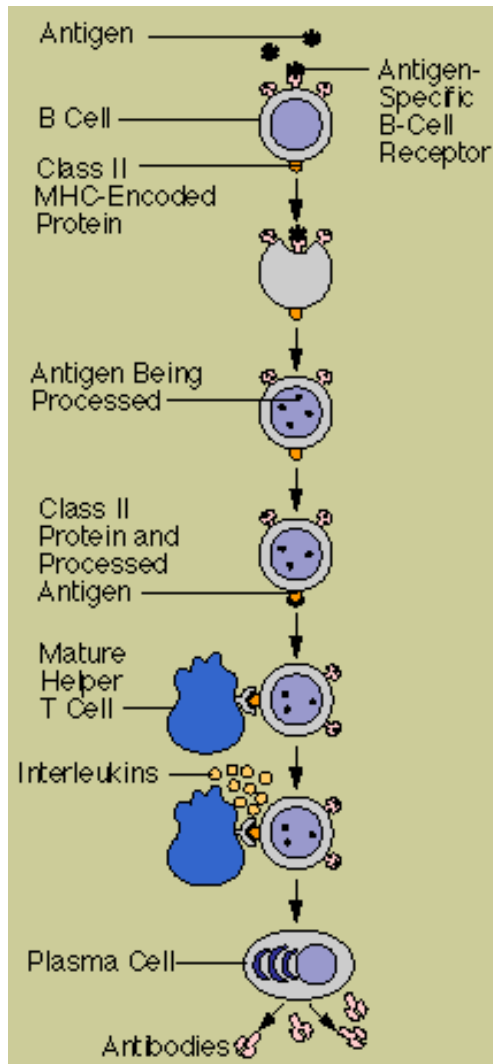 Antigen
Antigen-
Specific
B-Cell
Receptor
B Cell
Class II
MHC-Encoded
Protein
Antigen Being
Processed
Class II
Protein and
Processed
Antigen
Mature
Helper
T Cell
Interleukins
Plasma Cell
Antibodies